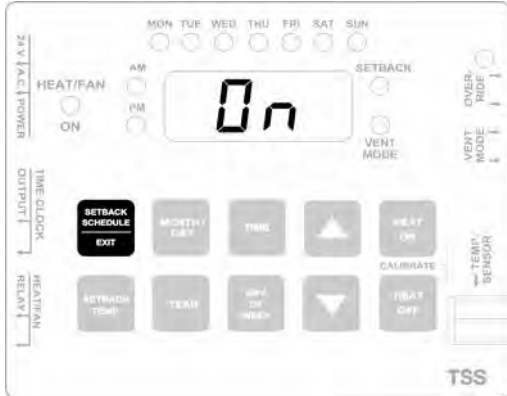 MON TUE WED THU FRI SAT SUN
24 V A.C. POWER
HEAT/FAN
ON
AM
PM
On
SETBACK
VENT
MODE
OVER-
RIDE
VENT
MODE
TIME CLOCK
OUTPUT
SETBACK
SCHEDULE
EXIT
MONTH/
DAY
TIME
HEAT
ON
CALIBRATE
TEMP.
SENSOR
HEAT/FAN
RELAY
SETBACK
TEMP
YEAR
DAY
OF
WEEK
HEAT
OFF
TSS